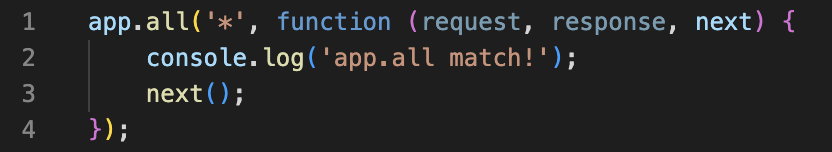 1 app.all('*', function (request, response, next) {
2     console.log('app.all match!');
3     next();
4 });